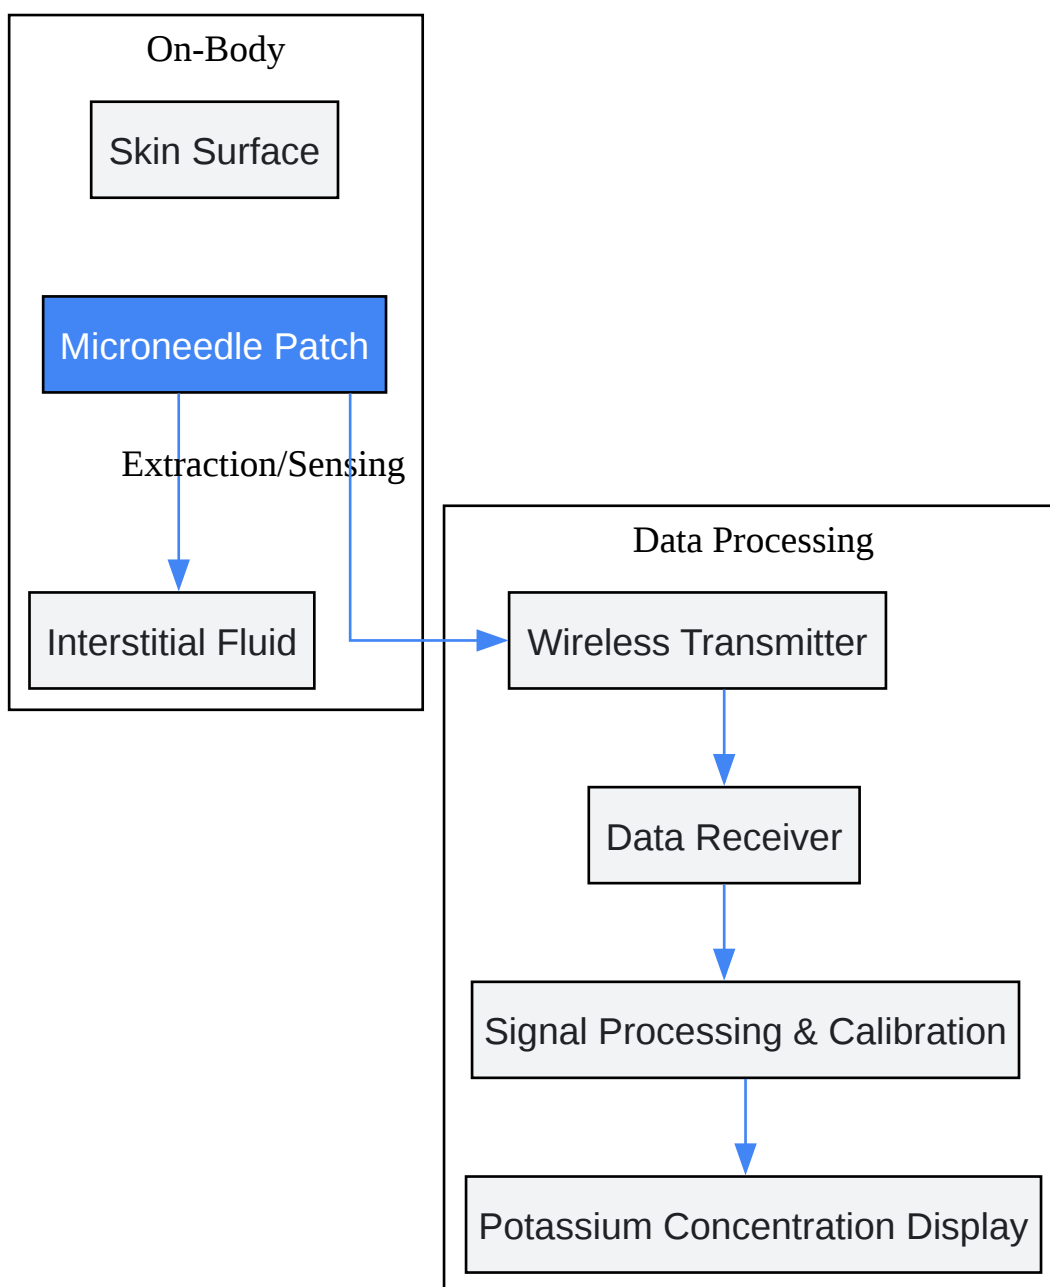 On-Body
Skin Surface
Microneedle Patch
Extraction/Sensing
Interstitial Fluid
Data Processing
Wireless Transmitter
Data Receiver
Signal Processing & Calibration
Potassium Concentration Display